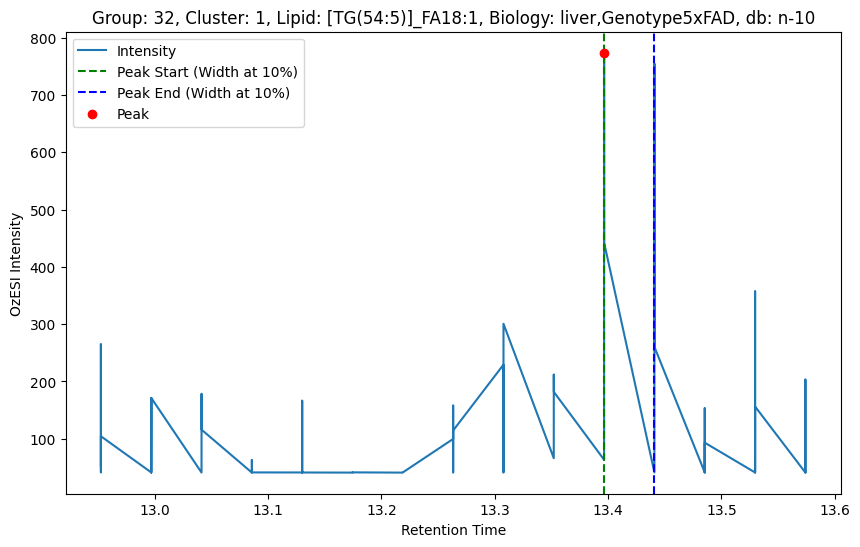 Group: 32, Cluster: 1, Lipid: [TG(54:5)]_FA18:1, Biology: liver,Genotype5xFAD, db: n-10
Intensity
Peak Start (Width at 10%)
Peak End (Width at 10%)
Peak
800
700
600
500
400
300
200
100
OzESI Intensity
13.0
13.1
13.2
13.3
13.4
13.5
13.6
Retention Time